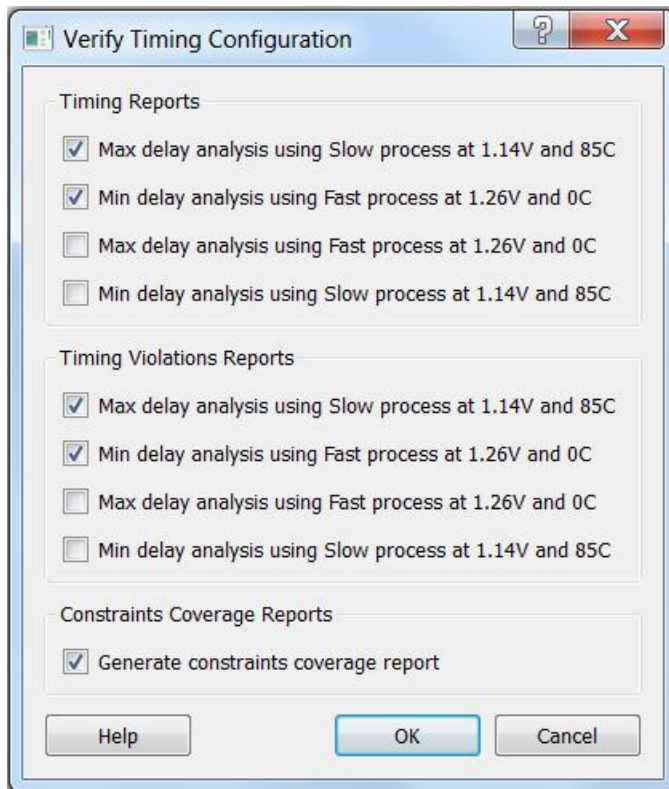 Verify Timing Configuration
Timing Reports
Max delay analysis using Slow process at 1.14V and 85C
Min delay analysis using Fast process at 1.26V and 0C
Max delay analysis using Fast process at 1.26V and 0C
Min delay analysis using Slow process at 1.14V and 85C
Timing Violations Reports
Max delay analysis using Slow process at 1.14V and 85C
Min delay analysis using Fast process at 1.26V and 0C
Max delay analysis using Fast process at 1.26V and 0C
Min delay analysis using Slow process at 1.14V and 85C
Constraints Coverage Reports
Generate constraints coverage report
Help OK Cancel